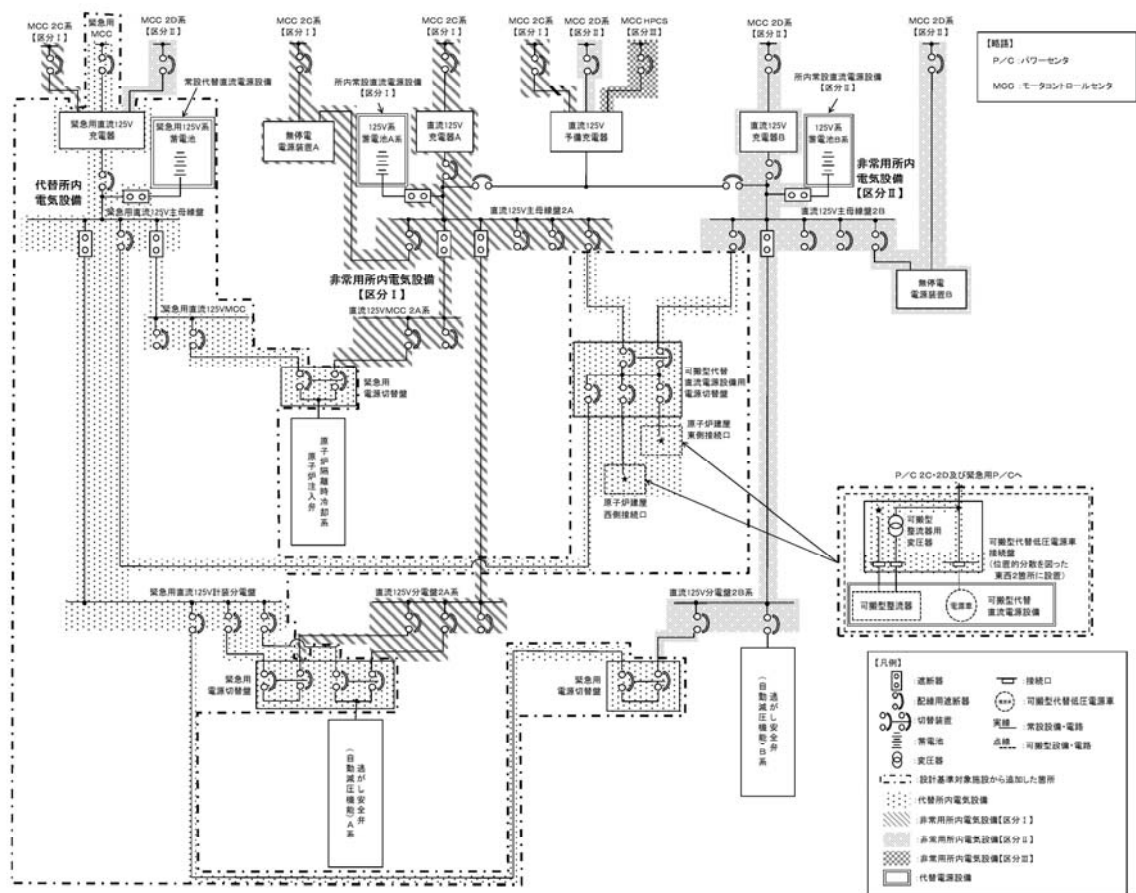 MCC 2C系
【区分Ⅰ】
緊急用
MCC
MCC 2D系
【区分Ⅱ】
MCC 2C系
【区分Ⅰ】
MCC 2C系
【区分Ⅰ】
MCC 2C系
【区分Ⅰ】
MCC 2D系
【区分Ⅱ】
MCC HPCS
【区分Ⅲ】
MCC 2D系
【区分Ⅱ】
MCC 2D系
【区分Ⅱ】
【略語】
P/C :パワーセンタ
MCC :モータコントロールセンタ
常設代替直流電源設備
所内常設直流電源設備
【区分Ⅰ】
所内常設直流電源設備
【区分Ⅱ】
緊急用直流125V
充電器
緊急用125V系
蓄電池
無停電
電源装置A
125V系
蓄電池A系
直流125V
充電器A
直流125V
予備充電器
直流125V
充電器B
125V系
蓄電池B系
代替所内
電気設備
非常用所内
電気設備
【区分Ⅱ】
緊急用直流125V主母線盤
直流125V主母線盤2A
直流125V主母線盤2B
非常用所内電気設備
【区分Ⅰ】
無停電
電源装置B
緊急用直流125VMCC
直流125VMCC 2A系
緊急用
電源切替盤
可搬型代替
直流電源設備用
電源切替盤
原子炉隔離時冷却系
原子炉注入弁
原子炉建屋
東側接続口
原子炉建屋
西側接続口
P/C 2C・2D及び緊急用P/Cへ
可搬型
整流器用
変圧器
可搬型代替低圧電源車
接続盤
(位置的分散を図った
東西2箇所に設置)
可搬型整流器
電源車
可搬型代替
直流電源設備
緊急用直流125V計装分電盤
直流125V分電盤2A系
直流125V分電盤2B系
緊急用
電源切替盤
緊急用
電源切替盤
逃がし安全弁
(自動減圧機能)A系
逃がし安全弁
(自動減圧機能)B系
【凡例】
:遮断器
:接続口
:配線用遮断器
電源車
:可搬型代替低圧電源車
:切替装置
実線
:常設設備・電路
:蓄電池
点線
:可搬型設備・電路
:変圧器
:設計基準対象施設から追加した箇所
:代替所内電気設備
:非常用所内電気設備【区分Ⅰ】
:非常用所内電気設備【区分Ⅱ】
:非常用所内電気設備【区分Ⅲ】
:代替電源設備